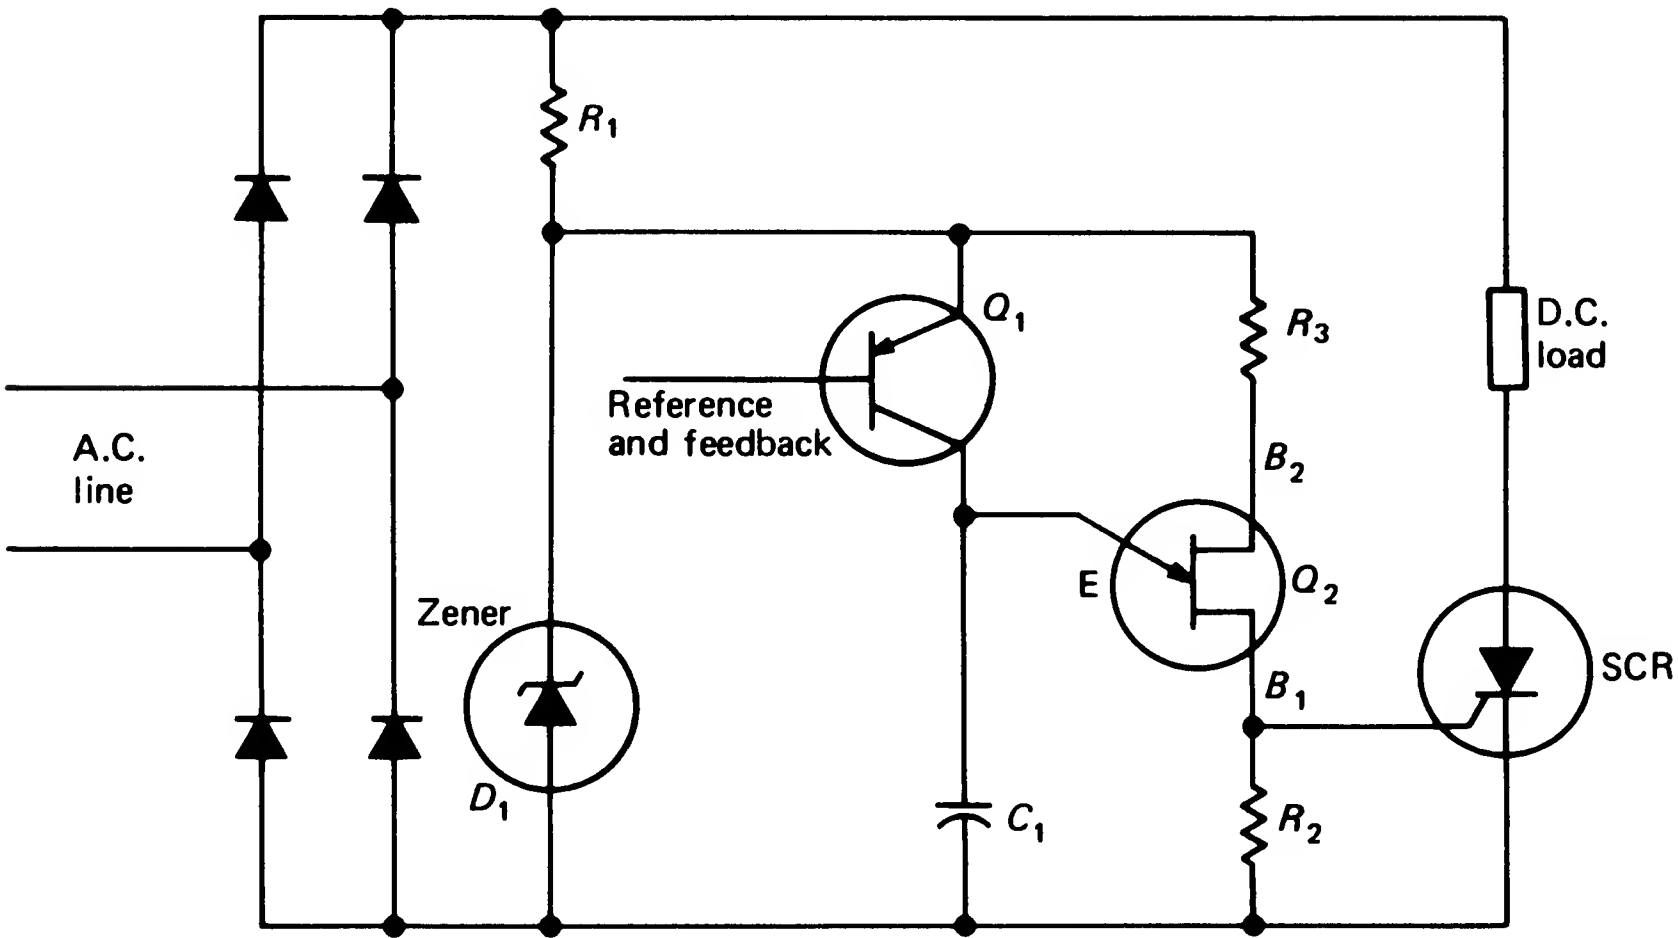 R1
Q1
R3
D.C.
load
Reference
and feedback
A.C.
line
B2
E
Q2
Zener
SCR
B1
D1
C1
R2